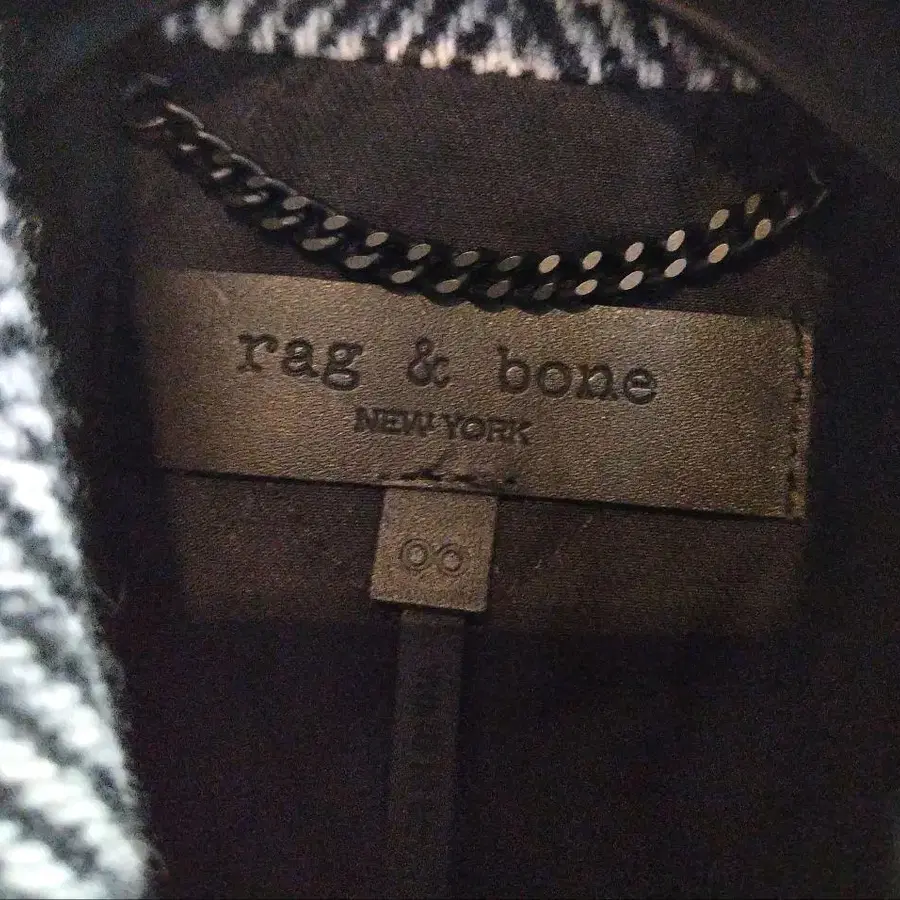 rag & bone
NEW YORK
00